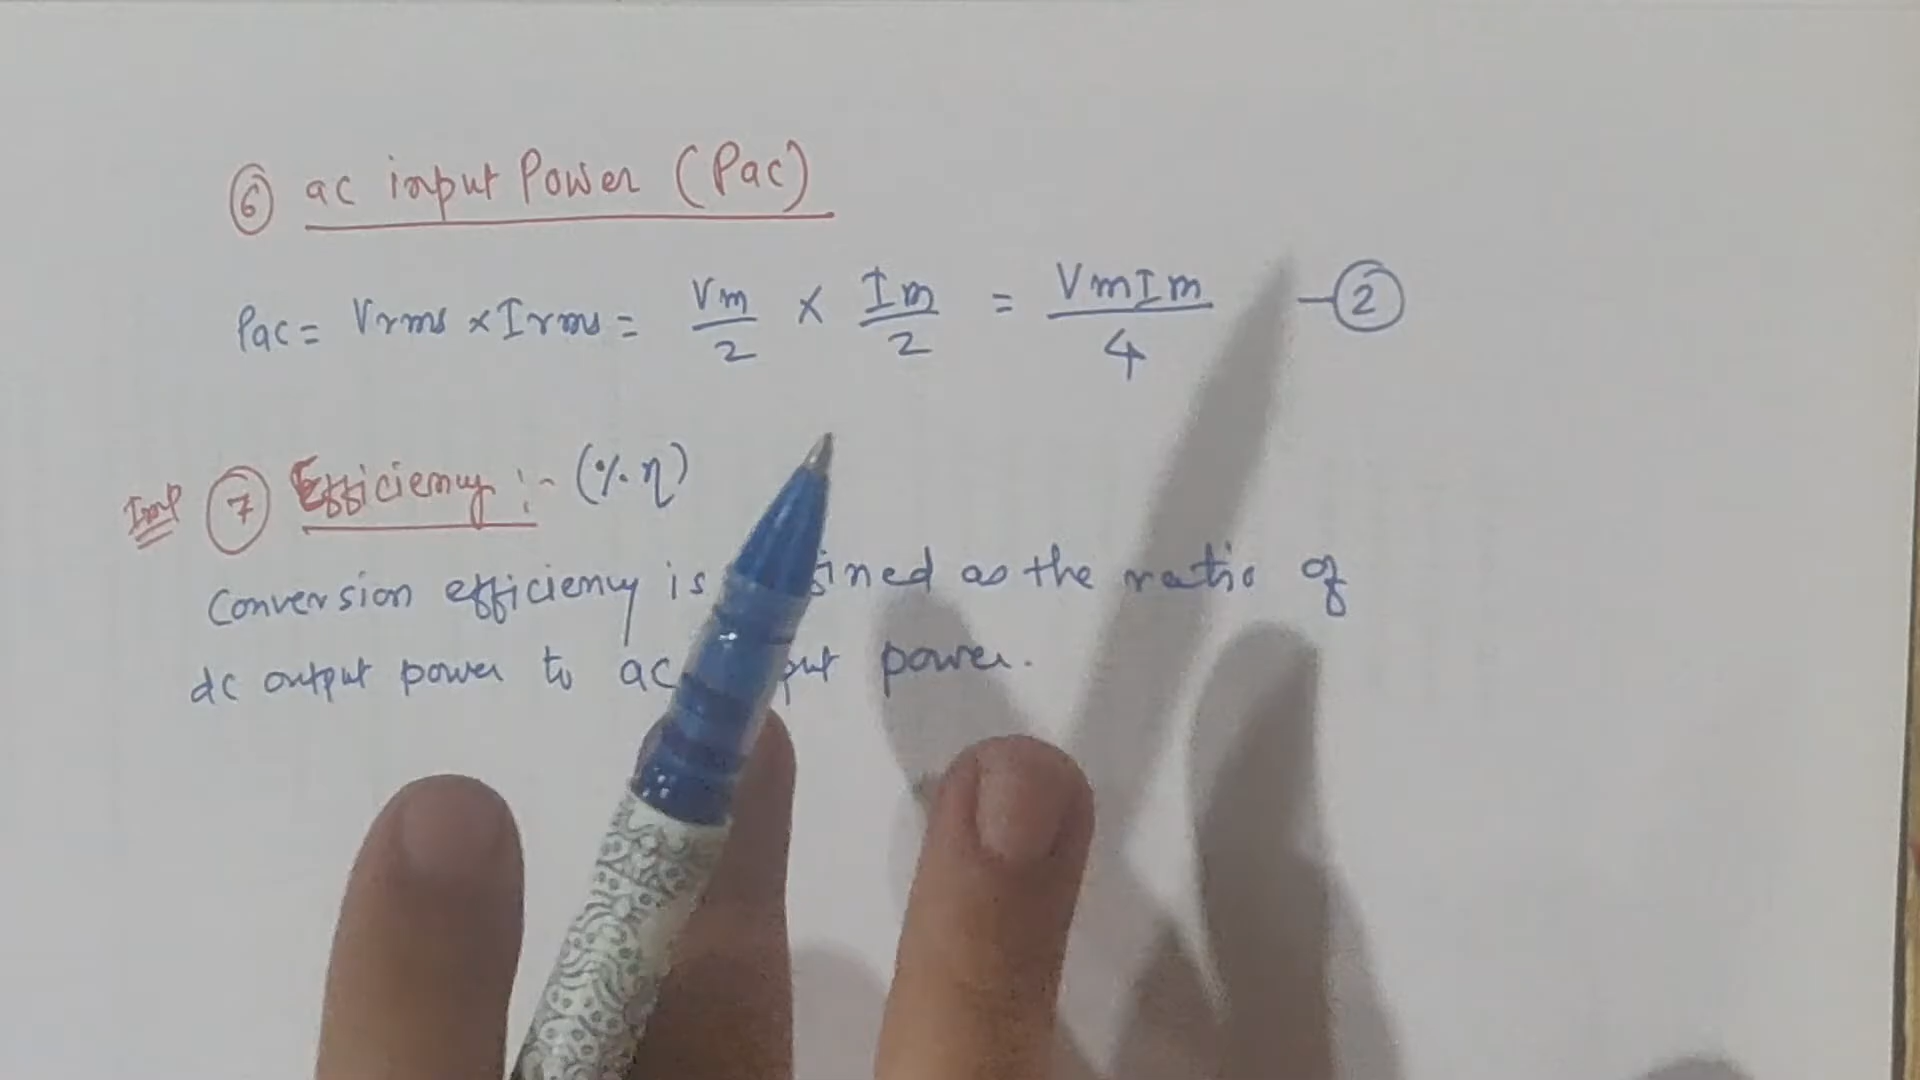 ⑥ ac input Power (Pac)
Pac = Vrms × Irms = Vm/2 × Im/2 = VmIm/4 —②
Imp ⑦ Efficiency :- (% η)
Conversion efficiency is fined as the ratio of
dc output power to ac put power.